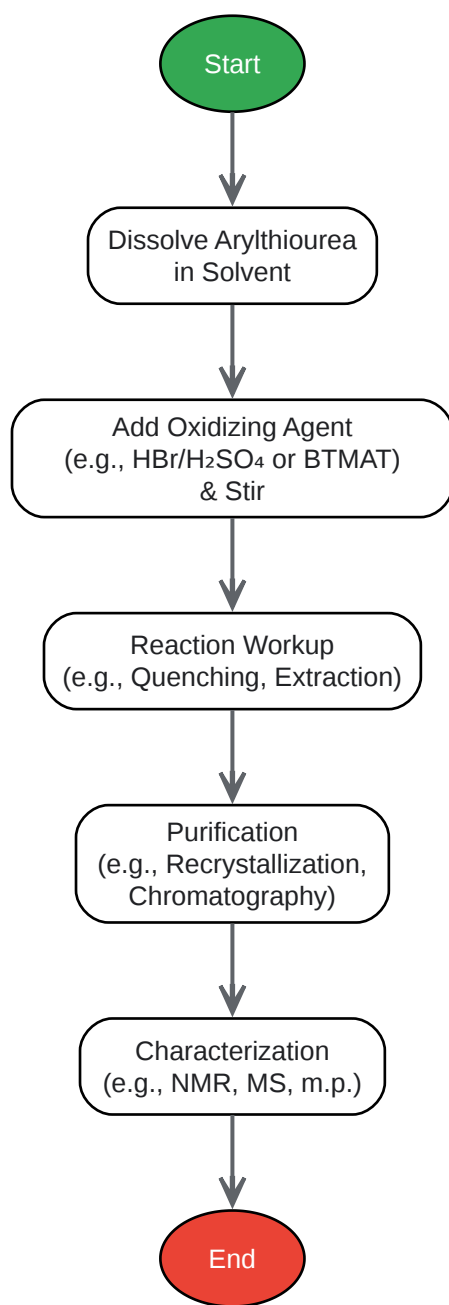 Start
Dissolve Arylthiourea
in Solvent
Add Oxidizing Agent
(e.g., HBr/H₂SO₄ or BTMAT)
& Stir
Reaction Workup
(e.g., Quenching, Extraction)
Purification
(e.g., Recrystallization,
Chromatography)
Characterization
(e.g., NMR, MS, m.p.)
End